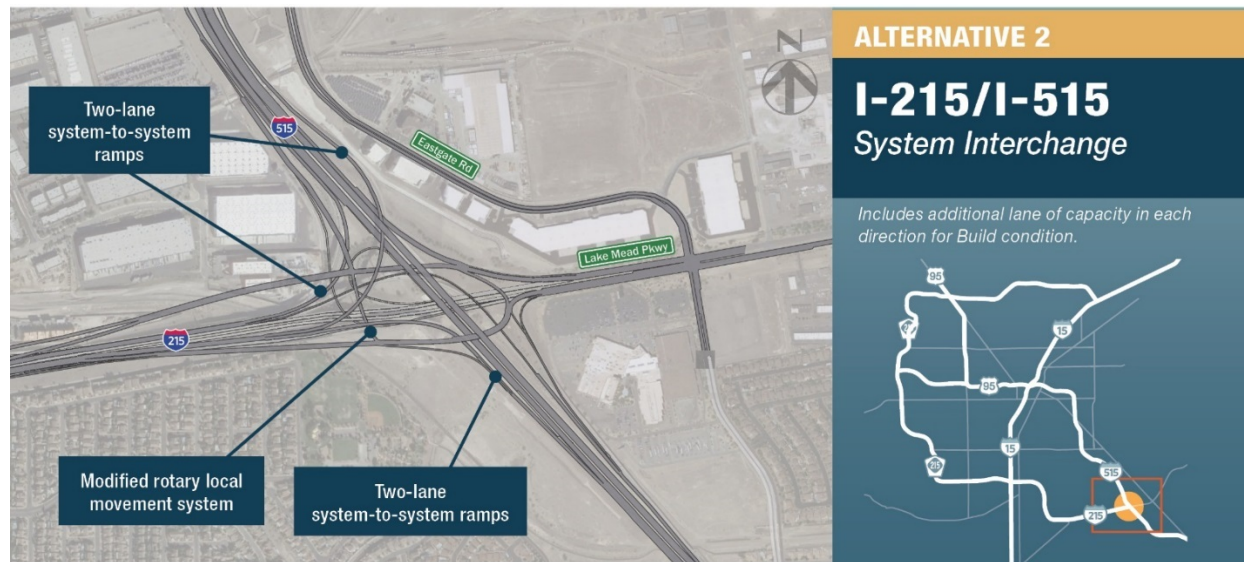 Two-lane
system-to-system
ramps
515
Eastgate Rd
N
Lake Mead Pkwy
215
Modified rotary local
movement system
Two-lane
system-to-system ramps
ALTERNATIVE 2
I-215/I-515
System Interchange
Includes additional lane of capacity in each
direction for Build condition.
95
15
95
15
215
515
215